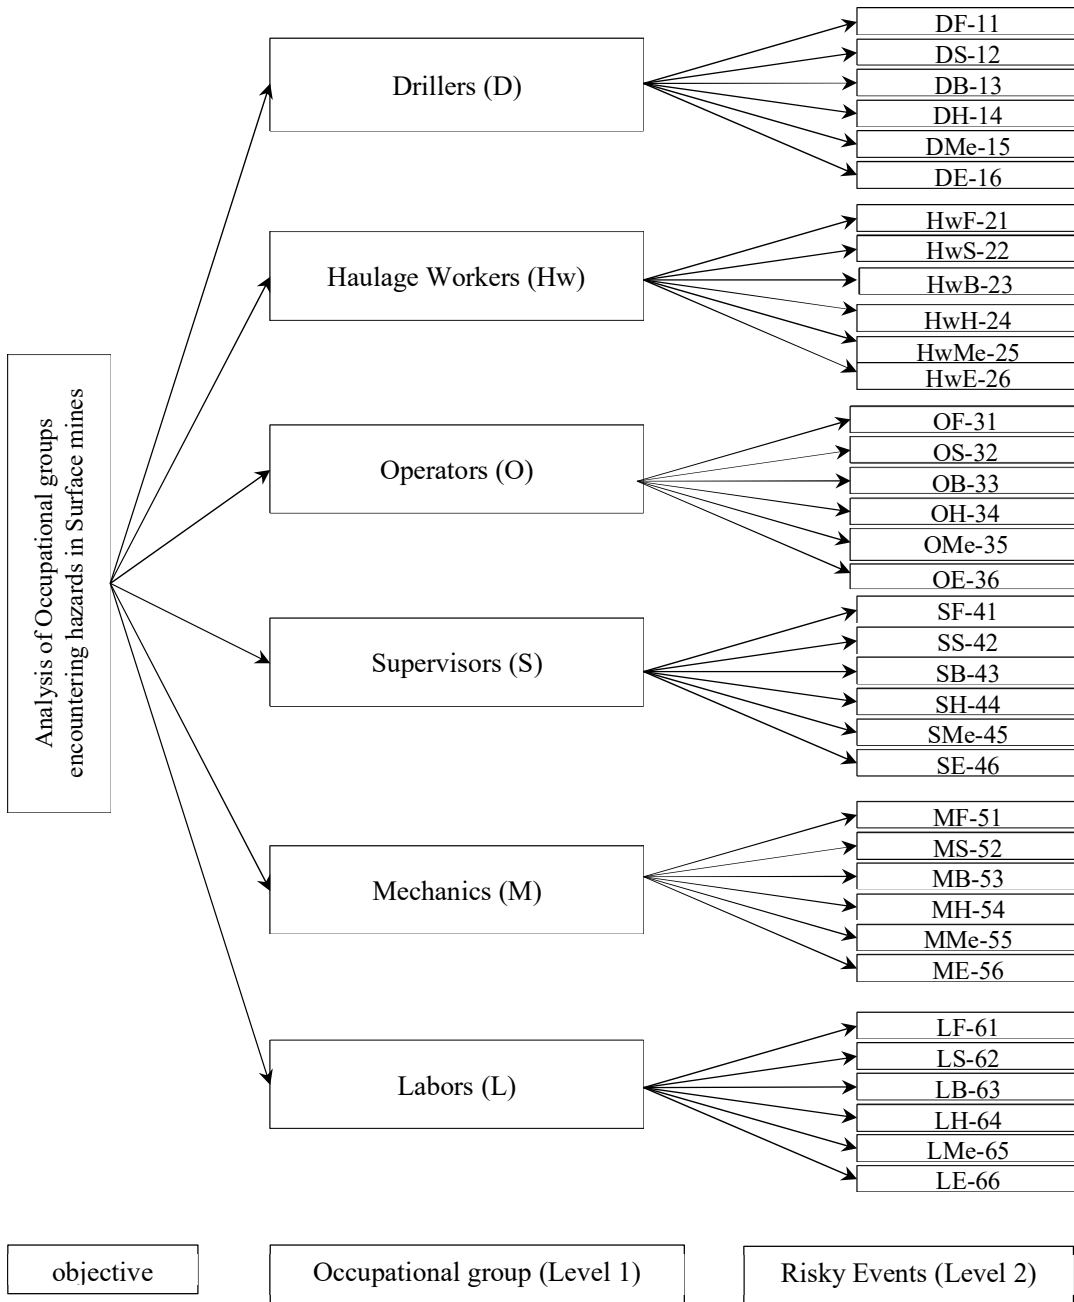 Analysis of Occupational groups
encountering hazards in Surface mines
Drillers (D)
DF-11
DS-12
DB-13
DH-14
DMe-15
DE-16
Haulage Workers (Hw)
HwF-21
HwS-22
HwB-23
HwH-24
HwMe-25
HwE-26
Operators (O)
OF-31
OS-32
OB-33
OH-34
OMe-35
OE-36
Supervisors (S)
SF-41
SS-42
SB-43
SH-44
SMe-45
SE-46
Mechanics (M)
MF-51
MS-52
MB-53
MH-54
MMe-55
ME-56
Labors (L)
LF-61
LS-62
LB-63
LH-64
LMe-65
LE-66
objective
Occupational group (Level 1)
Risky Events (Level 2)